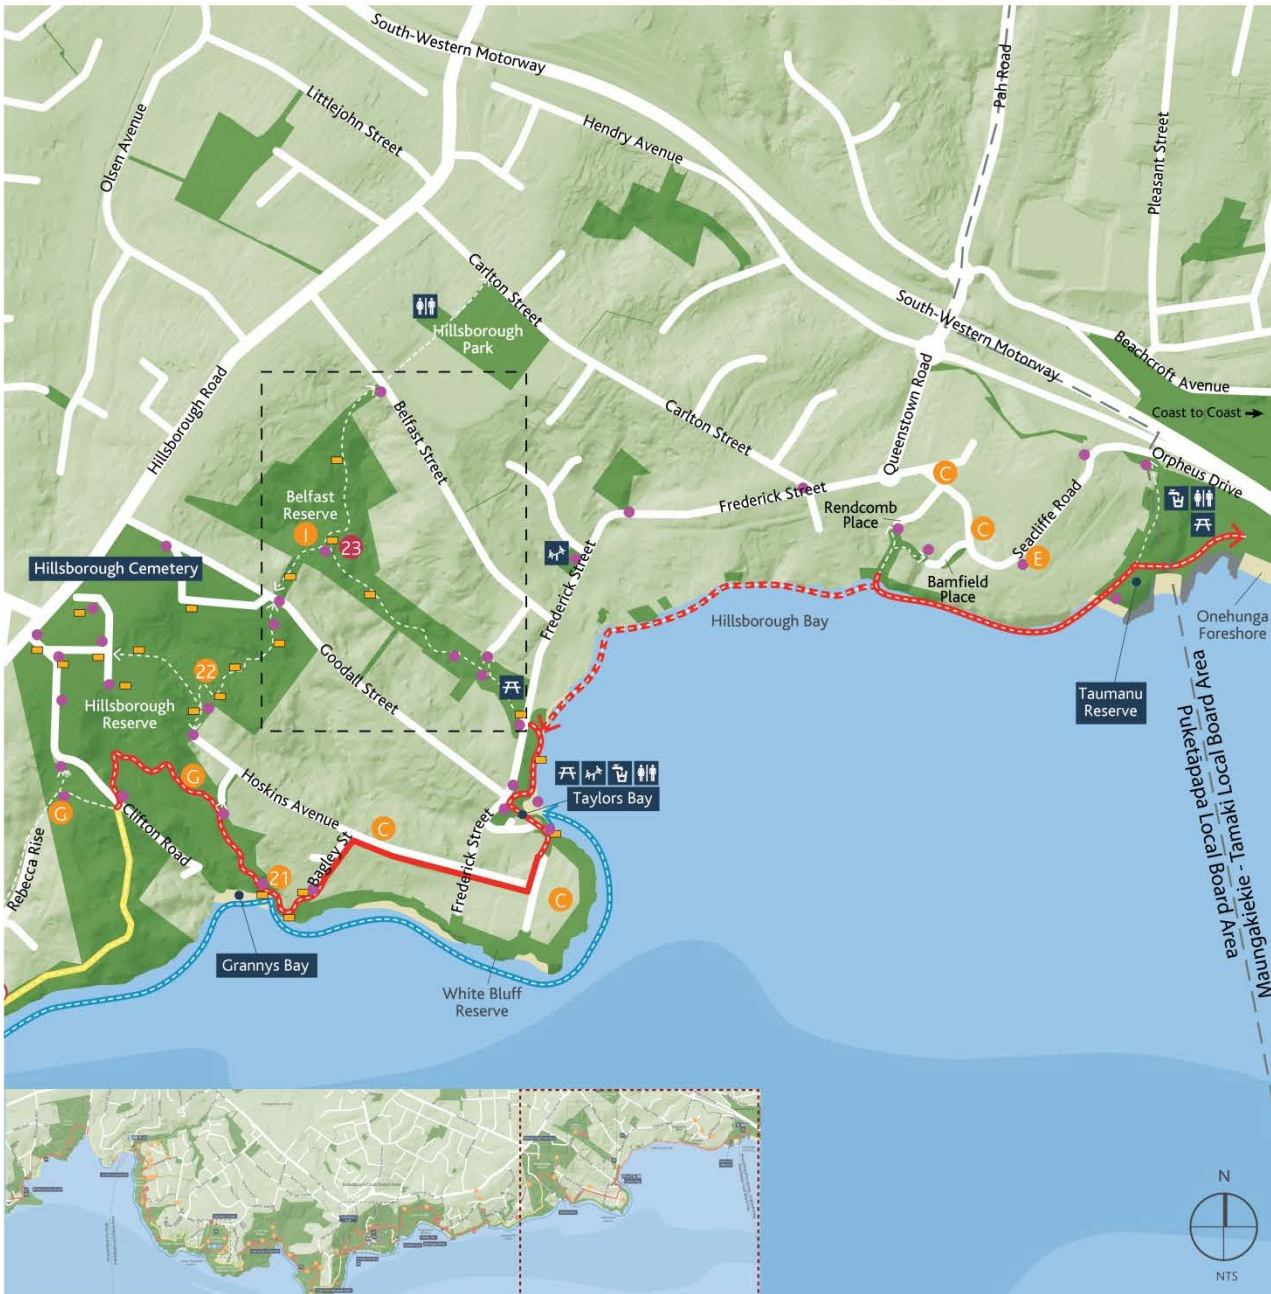 South-Western Motorway
Pah Road
Olsen Avenue
Littlejohn Street
Hendry Avenue
Pleasant Street
Carlton Street
South-Western Motorway
Hillsborough
Park
Beachcroft Avenue
Coast to Coast
Hillsborough Road
Belfast Street
Carlton Street
Queenstown Road
Orpheus Drive
C
Frederick Street
Belfast
Reserve
Rendcomb
Place
Seacliffe Road
I
23
C
Hillsborough Cemetery
Frederick Street
E
Bamfield
Place
Hillsborough Bay
Onehunga
Foreshore
Goodall Street
22
Hillsborough
Reserve
Taumanu
Reserve
Maungakiekie - Tamaki Local Board Area
Puketāpapa Local Board Area
G
Hoskins Avenue
Taylors Bay
G
Clifton Road
C
Rebecca Rise
Bagley St
Frederick Street
21
C
Grannys Bay
White Bluff
Reserve
N
NTS